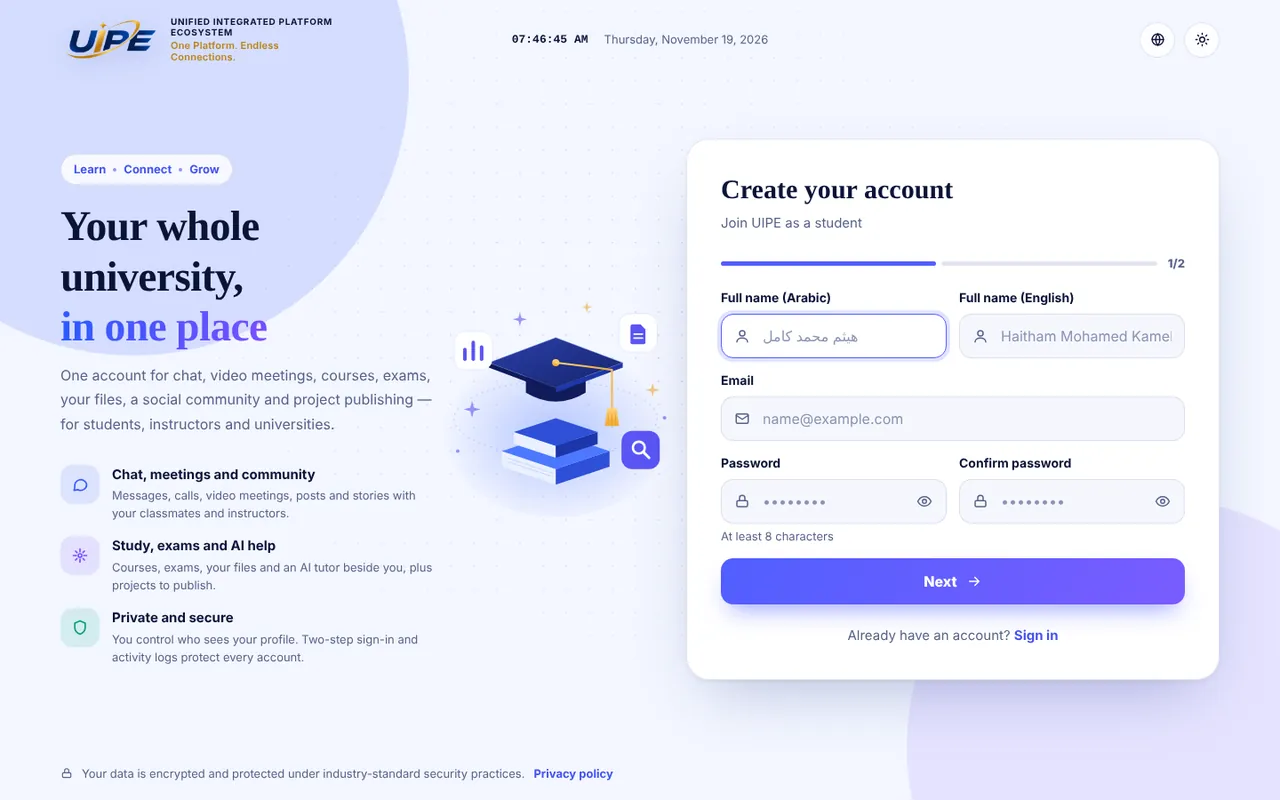 UIPE
UNIFIED INTEGRATED PLATFORM
ECOSYSTEM
One Platform. Endless
Connections.
07:46:45 AM Thursday, November 19, 2026
Learn • Connect • Grow
Your whole
university,
in one place
One account for chat, video meetings, courses, exams,
your files, a social community and project publishing —
for students, instructors and universities.
Chat, meetings and community
Messages, calls, video meetings, posts and stories with
your classmates and instructors.
Study, exams and AI help
Courses, exams, your files and an AI tutor beside you, plus
projects to publish.
Private and secure
You control who sees your profile. Two-step sign-in and
activity logs protect every account.
Create your account
Join UIPE as a student
1/2
Full name (Arabic)
هيثم محمد كامل
Full name (English)
Haitham Mohamed Kamel
Email
name@example.com
Password
••••••••
Confirm password
••••••••
At least 8 characters
Next →
Already have an account? Sign in
Your data is encrypted and protected under industry-standard security practices. Privacy policy